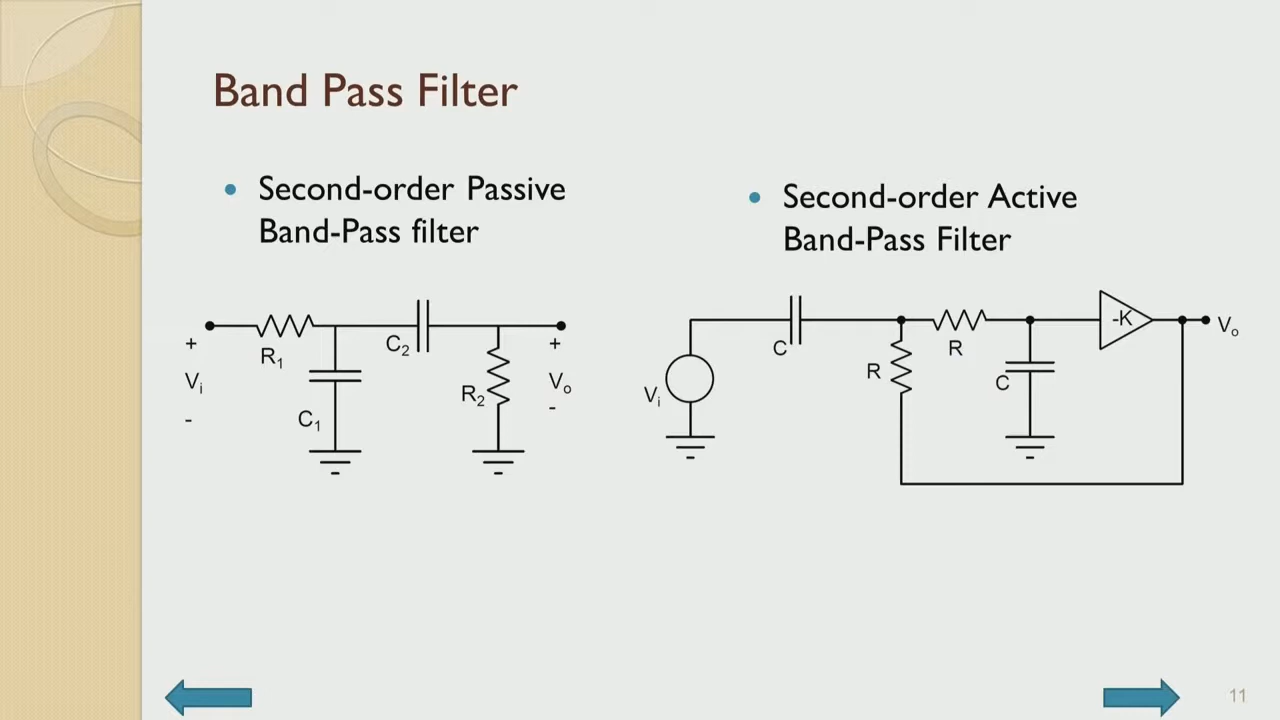 Band Pass Filter
• Second-order Passive
Band-Pass filter
+
Vi
-
R1
C1
C2
R2
+
Vo
-
• Second-order Active
Band-Pass Filter
Vi
C
R
R
C
-K
Vo
11